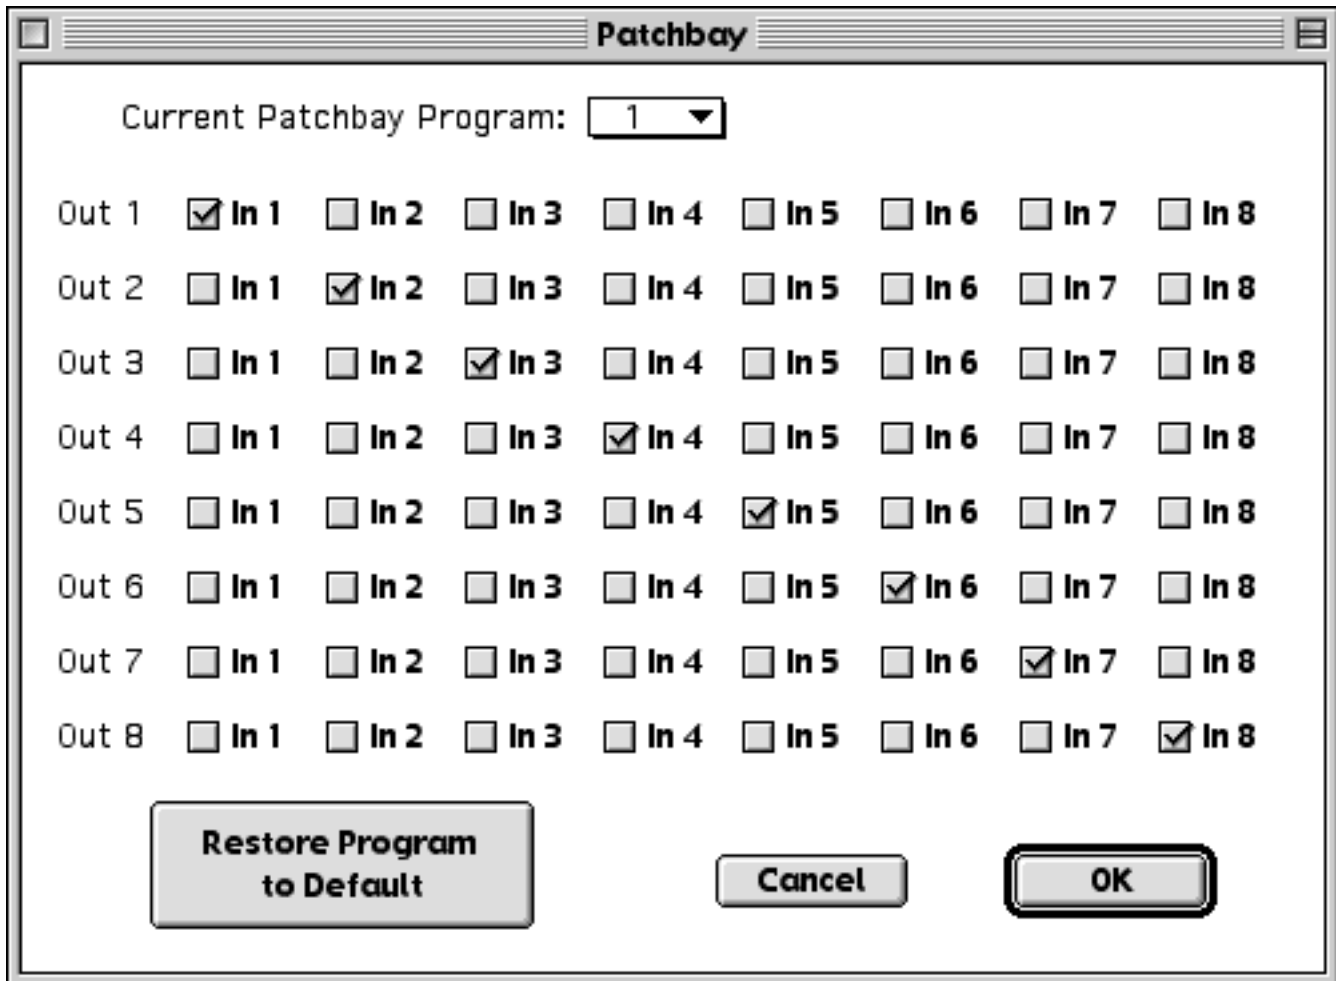 Patchbay
Current Patchbay Program: 1
Out 1 In 1 In 2 In 3 In 4 In 5 In 6 In 7 In 8
Out 2 In 1 In 2 In 3 In 4 In 5 In 6 In 7 In 8
Out 3 In 1 In 2 In 3 In 4 In 5 In 6 In 7 In 8
Out 4 In 1 In 2 In 3 In 4 In 5 In 6 In 7 In 8
Out 5 In 1 In 2 In 3 In 4 In 5 In 6 In 7 In 8
Out 6 In 1 In 2 In 3 In 4 In 5 In 6 In 7 In 8
Out 7 In 1 In 2 In 3 In 4 In 5 In 6 In 7 In 8
Out 8 In 1 In 2 In 3 In 4 In 5 In 6 In 7 In 8
Restore Program
to Default
Cancel OK